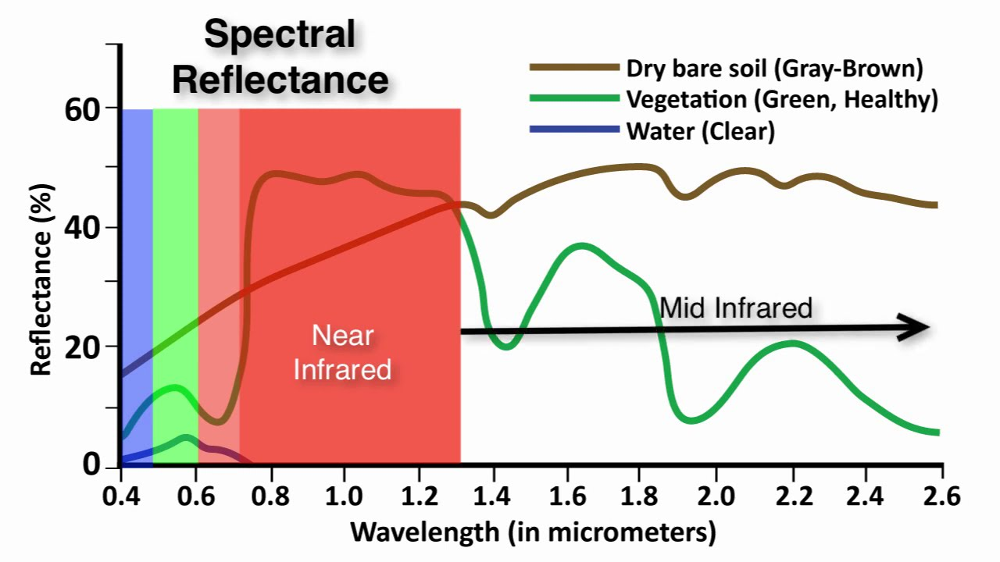 Spectral
Reflectance
Dry bare soil (Gray-Brown)
Vegetation (Green, Healthy)
Water (Clear)
60
40
20
0
Reflectance (%)
Near
Infrared
Mid Infrared
0.4 0.6 0.8 1.0 1.2 1.4 1.6 1.8 2.0 2.2 2.4 2.6
Wavelength (in micrometers)